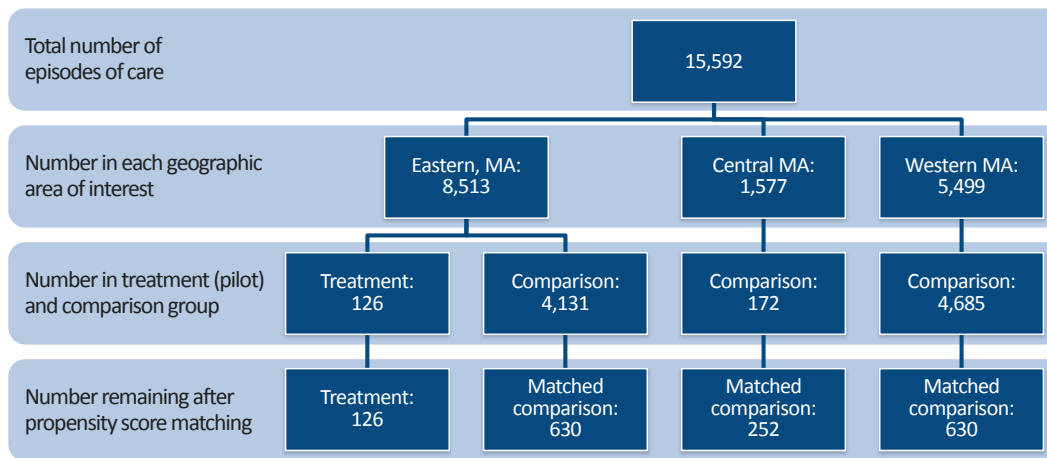 Total number of
episodes of care
15,592
Number in each geographic
area of interest
Eastern, MA:
8,513
Central MA:
1,577
Western MA:
5,499
Number in treatment (pilot)
and comparison group
Treatment:
126
Comparison:
4,131
Comparison:
172
Comparison:
4,685
Number remaining after
propensity score matching
Treatment:
126
Matched
comparison:
630
Matched
comparison:
252
Matched
comparison:
630